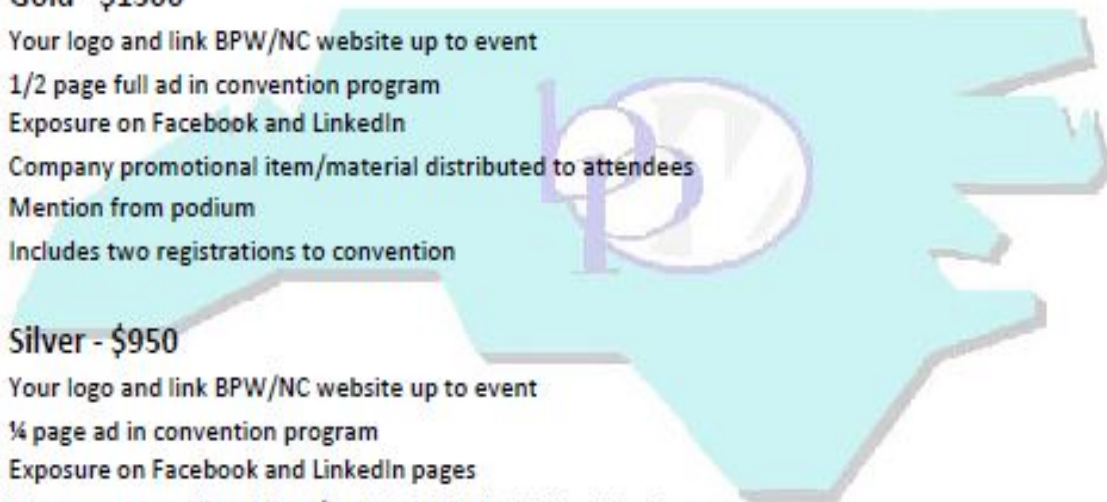 Gold - $1500
Your logo and link BPW/NC website up to event
1/2 page full ad in convention program
Exposure on Facebook and LinkedIn
Company promotional item/material distributed to attendees
Mention from podium
Includes two registrations to convention
Silver - $950
Your logo and link BPW/NC website up to event
¼ page ad in convention program
Exposure on Facebook and LinkedIn pages